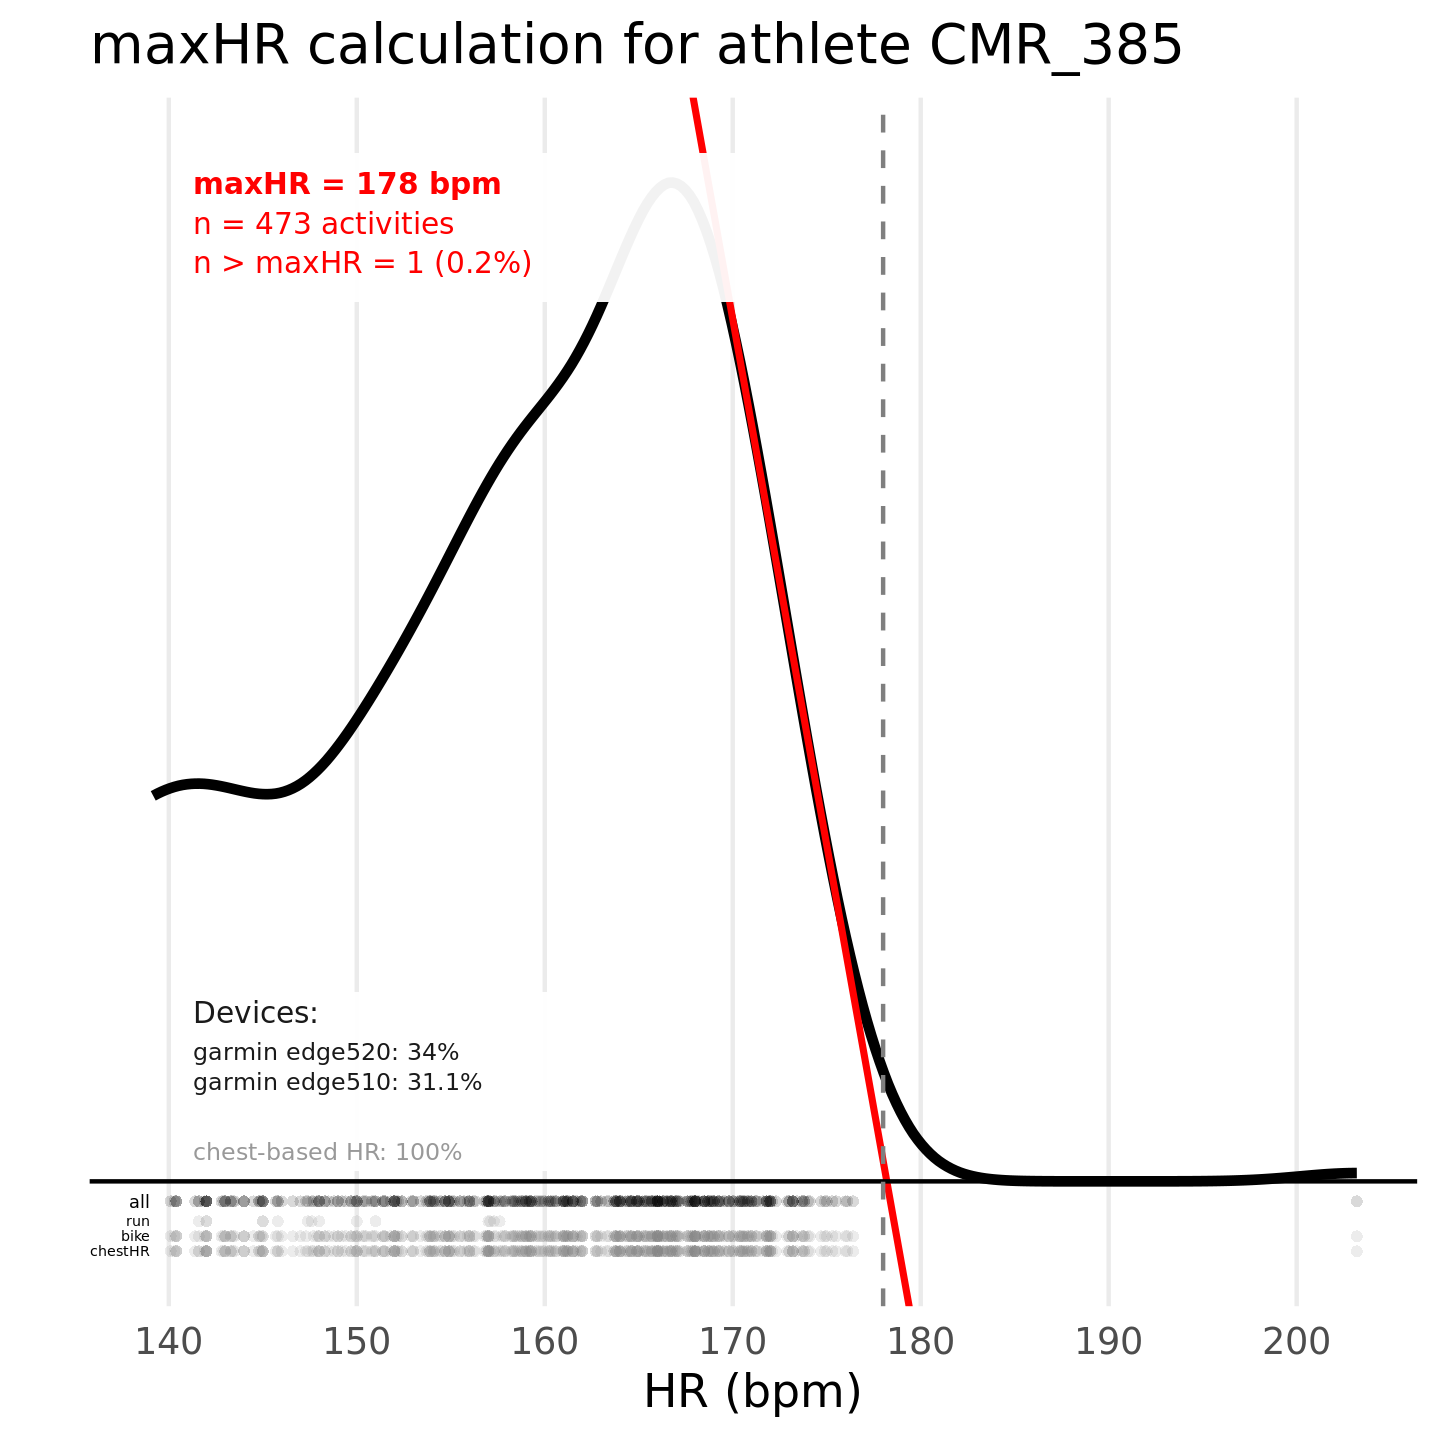 maxHR calculation for athlete CMR_385
maxHR = 178 bpm
n = 473 activities
n > maxHR = 1 (0.2%)
Devices:
garmin edge520: 34%
garmin edge510: 31.1%
chest-based HR: 100%
all
run
bike
chestHR
140 150 160 170 180 190 200
HR (bpm)